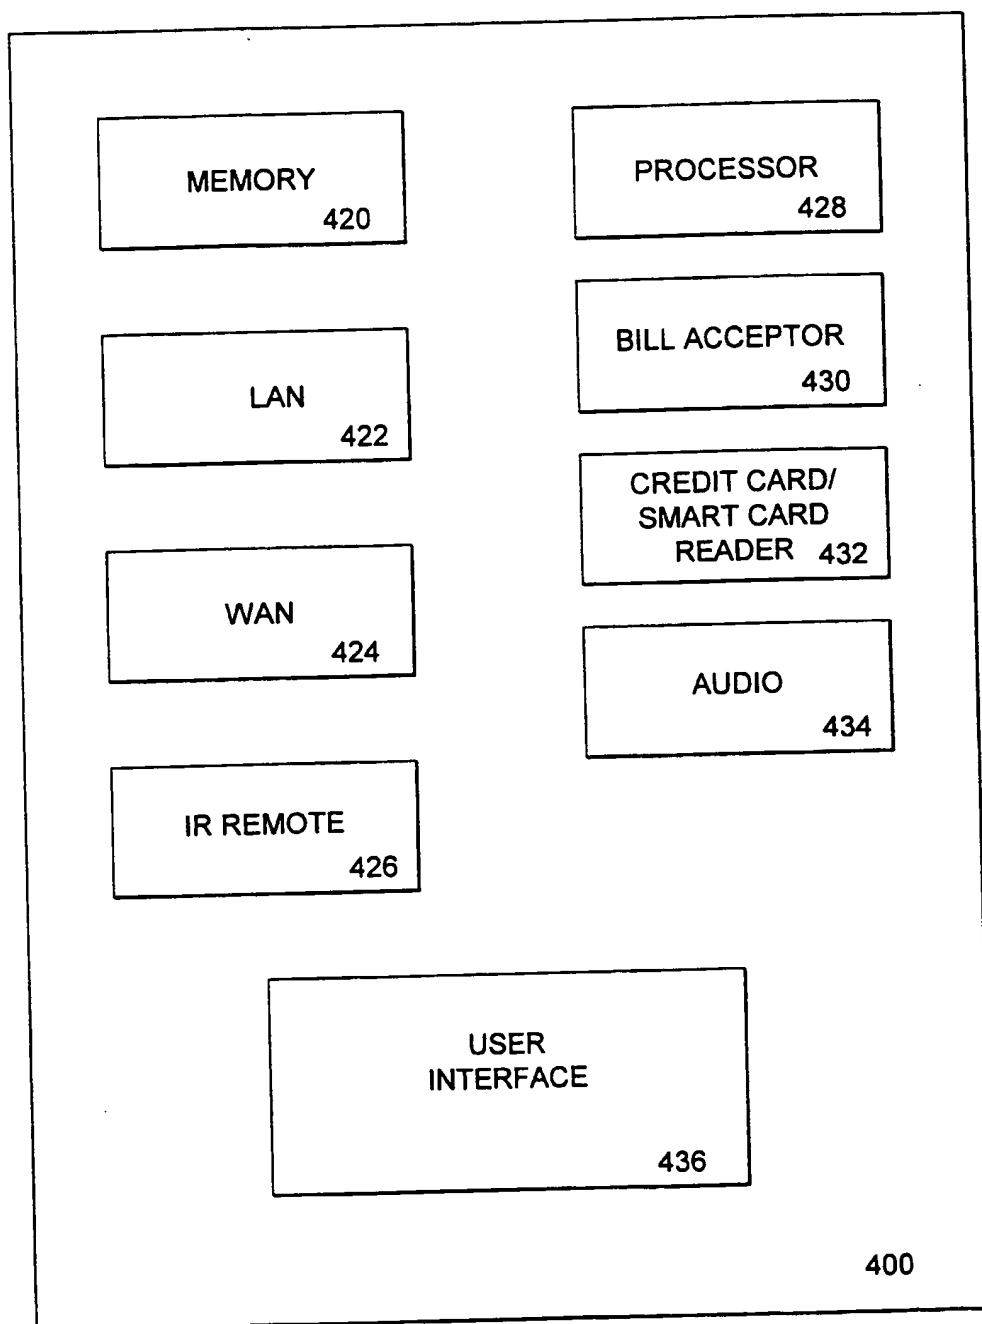 MEMORY
420
PROCESSOR
428
LAN
422
BILL ACCEPTOR
430
CREDIT CARD/
SMART CARD
READER 432
WAN
424
AUDIO
434
IR REMOTE
426
USER
INTERFACE
436
400